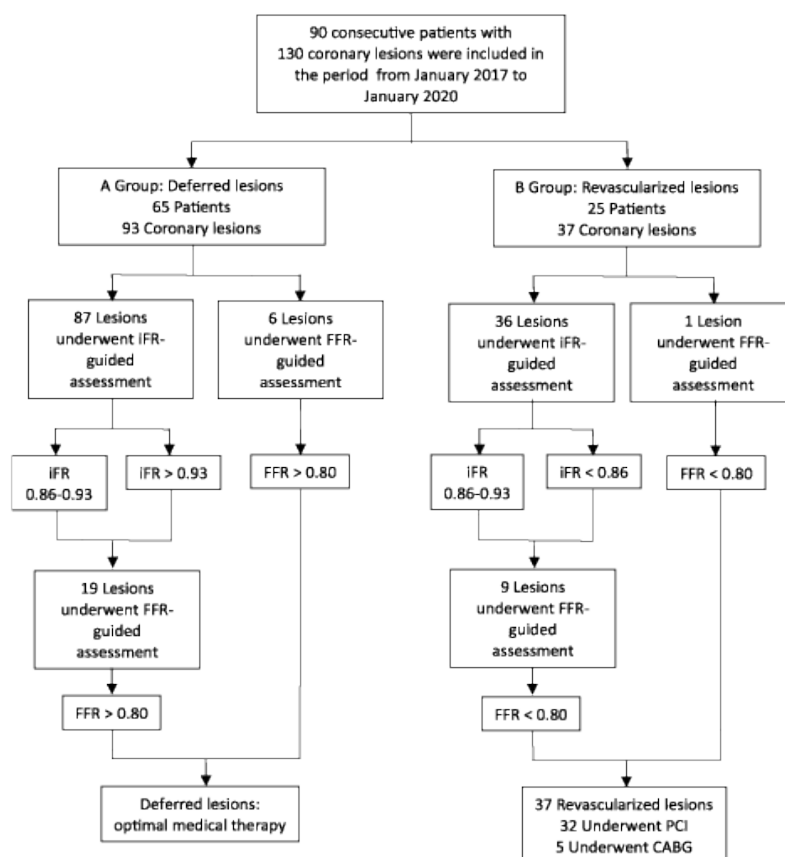 90 consecutive patients with
130 coronary lesions were included in
the period from January 2017 to
January 2020
A Group: Deferred lesions
65 Patients
93 Coronary lesions
B Group: Revascularized lesions
25 Patients
37 Coronary lesions
87 Lesions
underwent iFR-
guided
assessment
6 Lesions
underwent FFR-
guided
assessment
36 Lesions
underwent iFR-
guided
assessment
1 Lesion
underwent FFR-
guided
assessment
iFR
0.86-0.93
iFR > 0.93
FFR > 0.80
iFR
0.86-0.93
iFR < 0.86
FFR < 0.80
19 Lesions
underwent FFR-
guided
assessment
9 Lesions
underwent FFR-
guided
assessment
FFR > 0.80
FFR < 0.80
Deferred lesions:
optimal medical therapy
37 Revascularized lesions
32 Underwent PCI
5 Underwent CABG